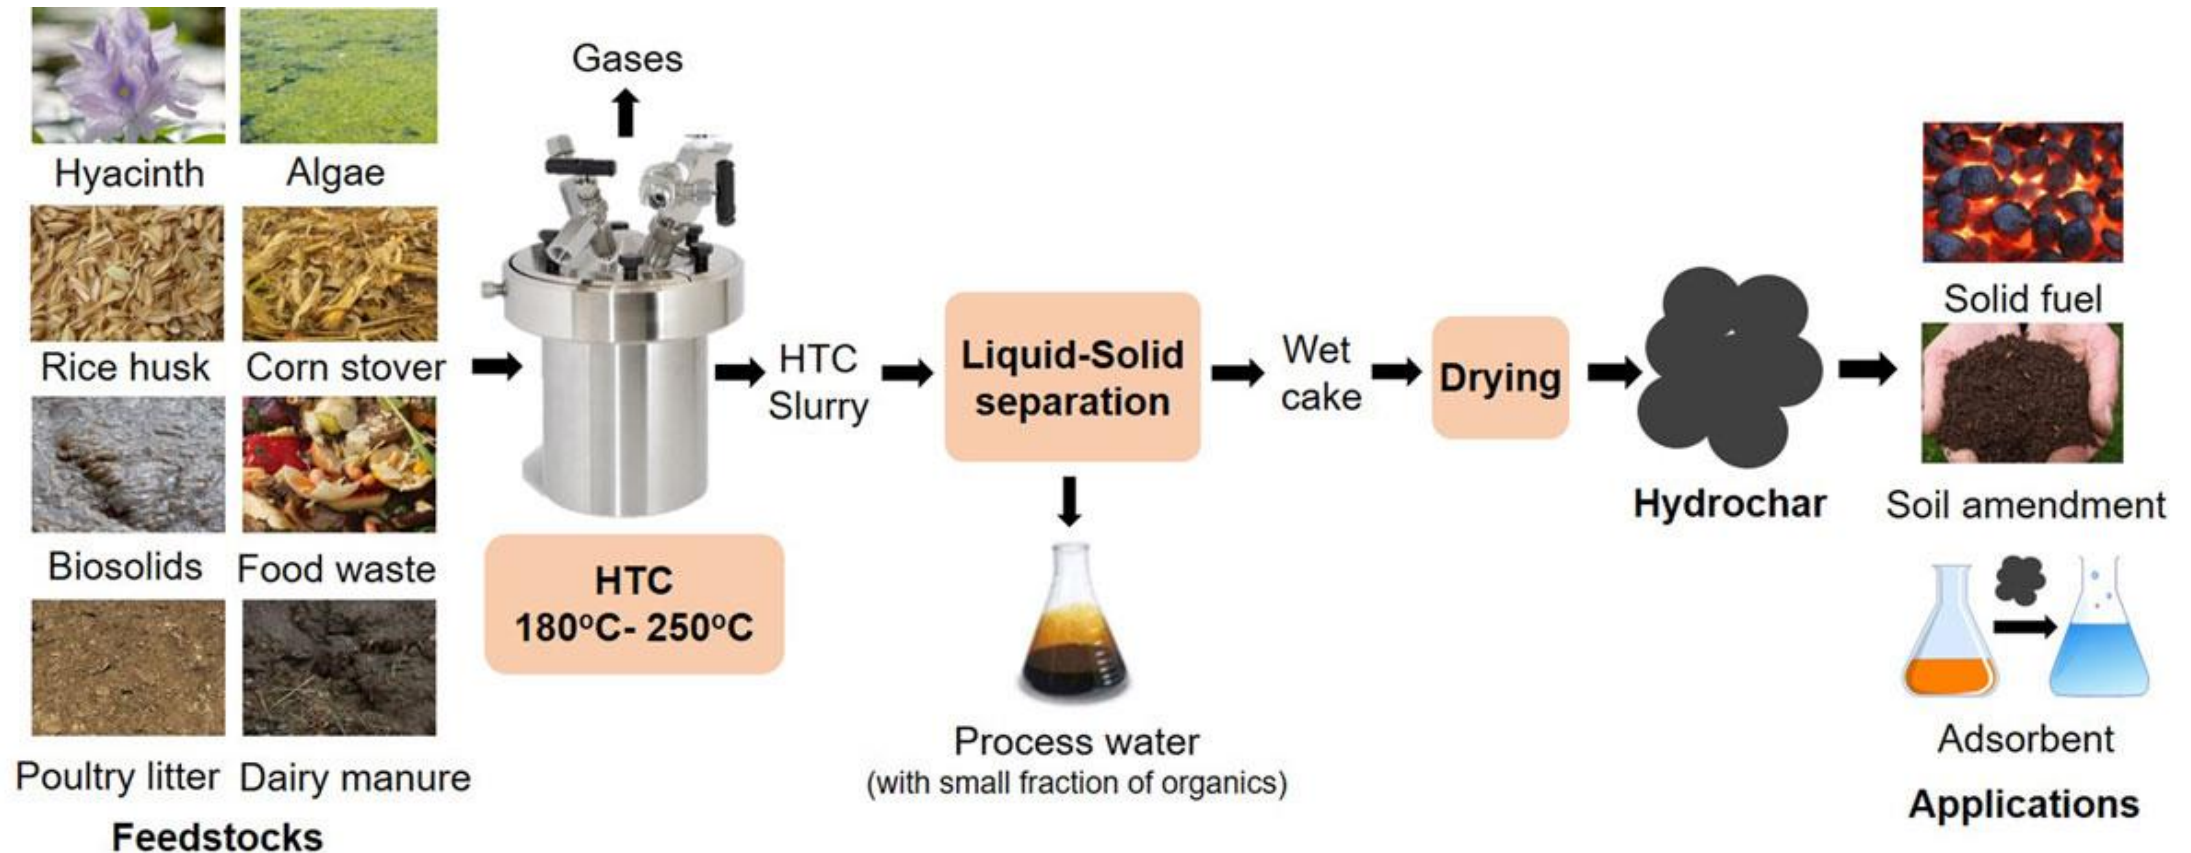 Gases
Hyacinth
Algae
Rice husk
Corn stover
Biosolids
Food waste
Poultry litter
Dairy manure
Feedstocks
HTC
180ºC- 250ºC
HTC
Slurry
Liquid-Solid
separation
Process water
(with small fraction of organics)
Wet
cake
Drying
Hydrochar
Solid fuel
Soil amendment
Adsorbent
Applications